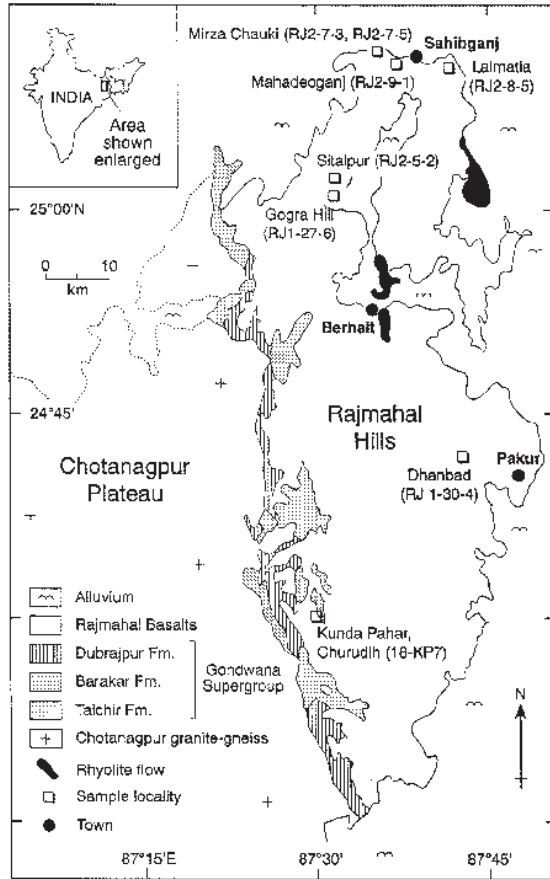 Mirza Chauki (RJ2-7-3, RJ2-7-5)
Sahibganj
Mahadeoganj
(RJ2-9-1)
Lalmatia
(RJ2-8-5)
INDIA
Area
shown
enlarged
Sitalpur (RJ2-5-2)
25°00'N
Gogra Hill
(RJ1-27-6)
0 10
km
Berhait
24°45'
Rajmahal
Hills
Chotanagpur
Plateau
Pakur
Dhanbad
(RJ 1-30-4)
Alluvium
Rajmahal Basalts
Dubrajpur Fm.
Barakar Fm.
Talchir Fm.
Gondwana
Supergroup
Chotanagpur granite-gneiss
Rhyolite flow
Sample locality
Town
Kunda Pahar,
Churudih (18-KP7)
N
87°15'E
87°30'
87°45'